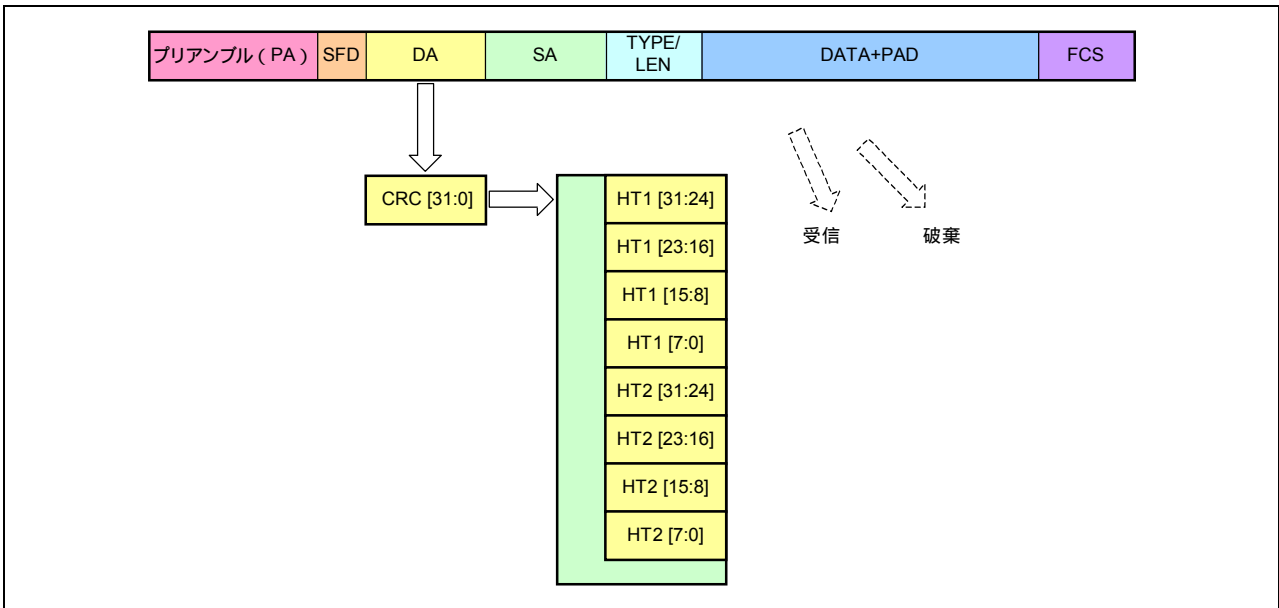 プリアンブル（PA）
SFD
DA
SA
TYPE/
LEN
DATA+PAD
FCS
CRC [31:0]
HT1 [31:24]
HT1 [23:16]
HT1 [15:8]
HT1 [7:0]
HT2 [31:24]
HT2 [23:16]
HT2 [15:8]
HT2 [7:0]
受信
破棄